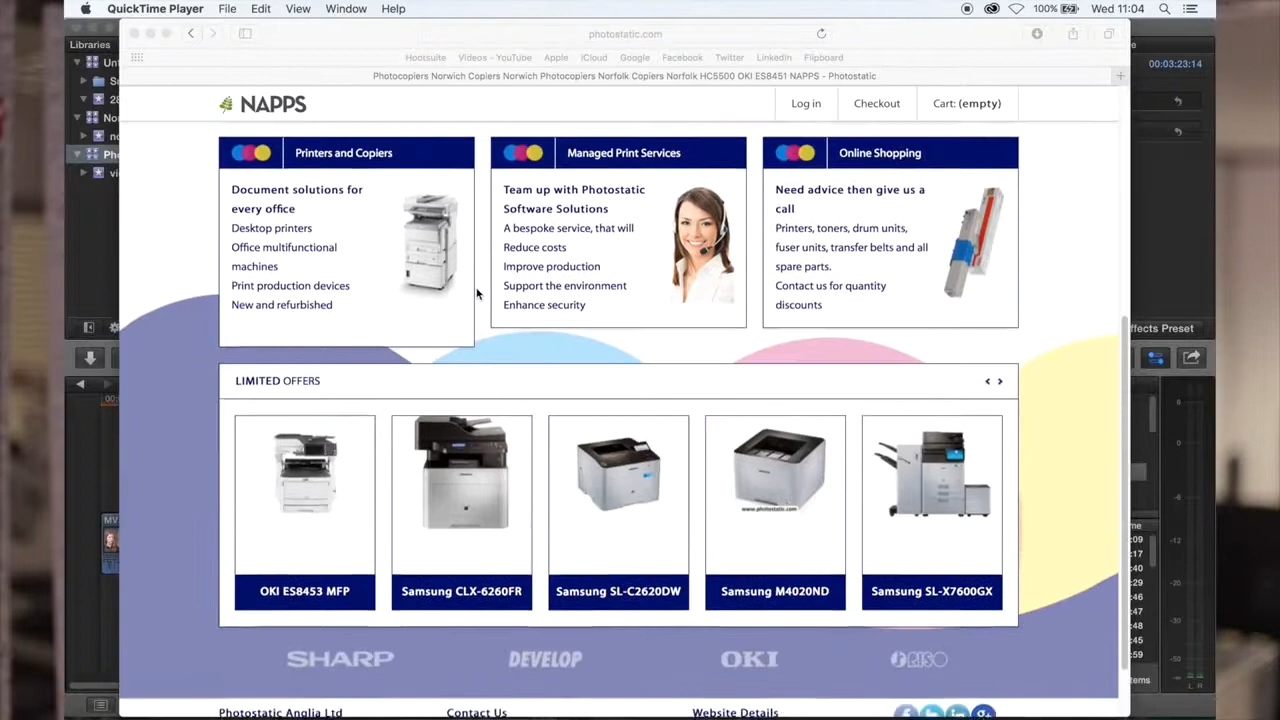 QuickTime Player File Edit View Window Help
100% Wed 11:04
Libraries
photostatic.com
Hootsuite Videos - YouTube Apple iCloud Google Facebook Twitter LinkedIn Flipboard
Photocopiers Norwich Copiers Norwich Photocopiers Norfolk Copiers Norfolk HC5500 OKI ES8451 NAPPS - Photostatic
00:03:23:14
NAPPS
Log in Checkout Cart: (empty)
Printers and Copiers
Document solutions for
every office
Desktop printers
Office multifunctional
machines
Print production devices
New and refurbished
Managed Print Services
Team up with Photostatic
Software Solutions
A bespoke service, that will
Reduce costs
Improve production
Support the environment
Enhance security
Online Shopping
Need advice then give us a
call
Printers, toners, drum units,
fuser units, transfer belts and all
spare parts.
Contact us for quantity
discounts
ffects Preset
LIMITED OFFERS
www.photostatic.com
OKI ES8453 MFP
Samsung CLX-6260FR
Samsung SL-C2620DW
Samsung M4020ND
Samsung SL-X7600GX
SHARP DEVELOP OKI RISO
Photostatic Anglia Ltd Contact Us Website Details